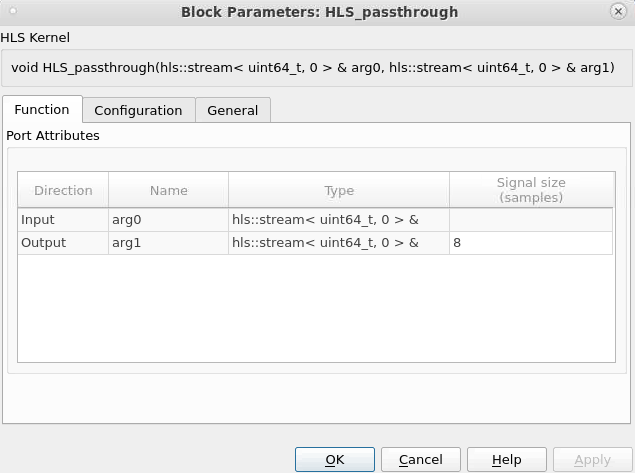 Block Parameters: HLS_passthrough
HLS Kernel
void HLS_passthrough(hls::stream< uint64_t, 0 > & arg0, hls::stream< uint64_t, 0 > & arg1)
Function Configuration General
Port Attributes
Direction Name Type Signal size
(samples)
Input arg0 hls::stream< uint64_t, 0 > &
Output arg1 hls::stream< uint64_t, 0 > & 8
OK Cancel Help Apply